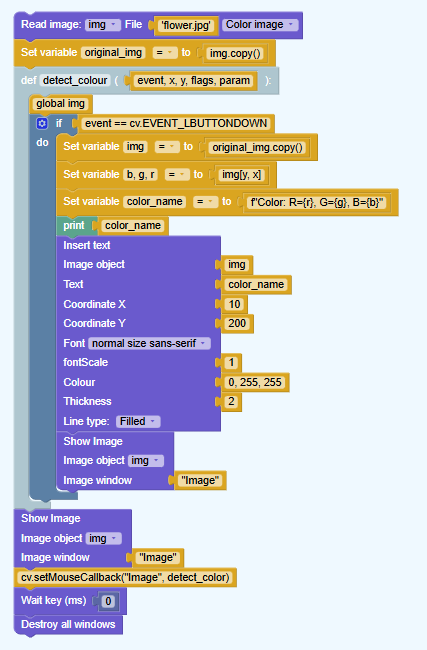 Read image: img File 'flower.jpg' Color image
Set variable original_img = to img.copy()
def detect_colour ( event, x, y, flags, param ):
global img
if event == cv.EVENT_LBUTTONDOWN
do Set variable img = to original_img.copy()
Set variable b, g, r = to img[y, x]
Set variable color_name = to f"Color: R={r}, G={g}, B={b}"
print color_name
Insert text
Image object img
Text color_name
Coordinate X 10
Coordinate Y 200
Font normal size sans-serif
fontScale 1
Colour 0, 255, 255
Thickness 2
Line type: Filled
Show Image
Image object img
Image window "Image"
Show Image
Image object img
Image window "Image"
cv.setMouseCallback("Image", detect_color)
Wait key (ms) 0
Destroy all windows